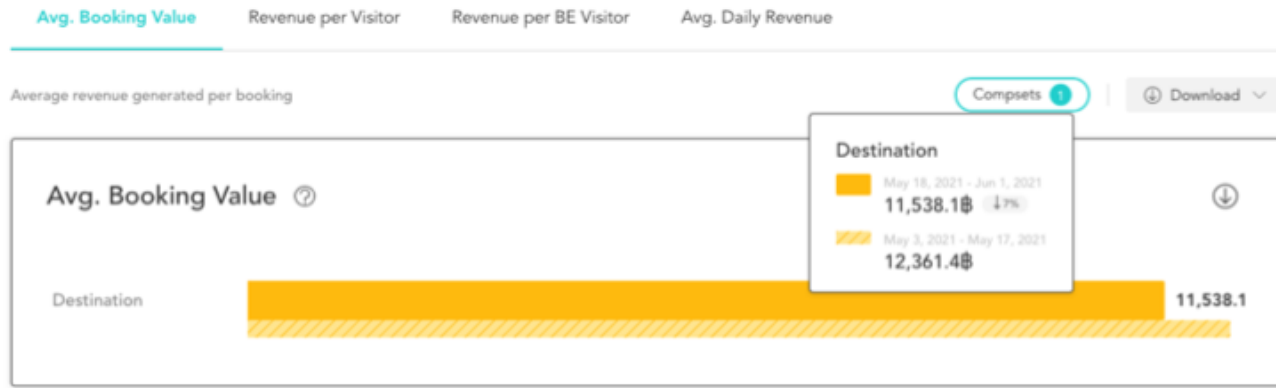 Avg. Booking Value Revenue per Visitor Revenue per BE Visitor Avg. Daily Revenue
Average revenue generated per booking Compsets 1 Download
Destination
May 18, 2021 - Jun 1, 2021
11,538.1฿ ↓7%
May 3, 2021 - May 17, 2021
12,361.4฿
Avg. Booking Value ?
Destination 11,538.1